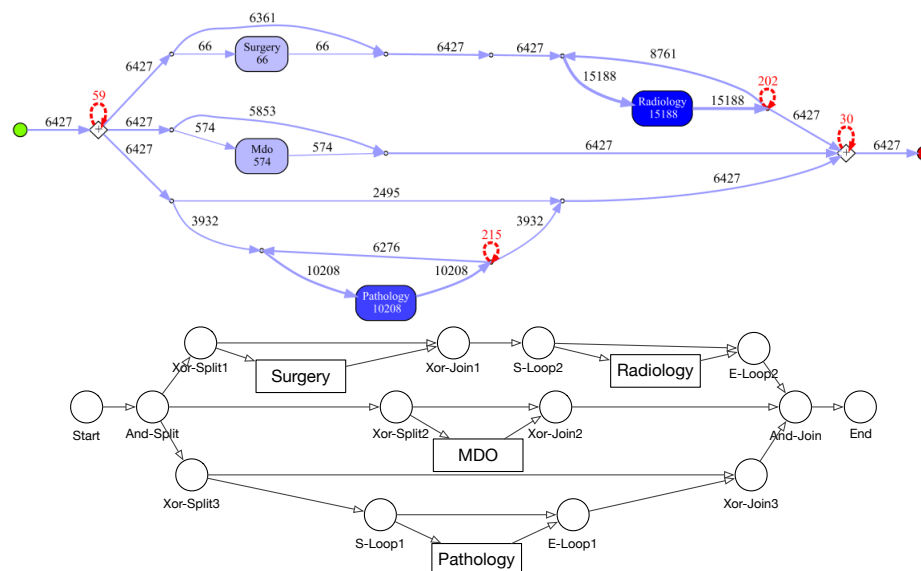 6361
66
Surgery
66
66
6427
6427
6427
8761
15188
Radiology
15188
15188
202
6427
59
6427
6427
5853
574
Mdo
574
574
6427
30
6427
6427
2495
6427
3932
6276
215
3932
10208
10208
Pathology
10208
Xor-Split1
Surgery
Xor-Join1
S-Loop2
Radiology
E-Loop2
Start
And-Split
Xor-Split2
MDO
Xor-Join2
And-Join
End
Xor-Split3
Xor-Join3
S-Loop1
Pathology
E-Loop1